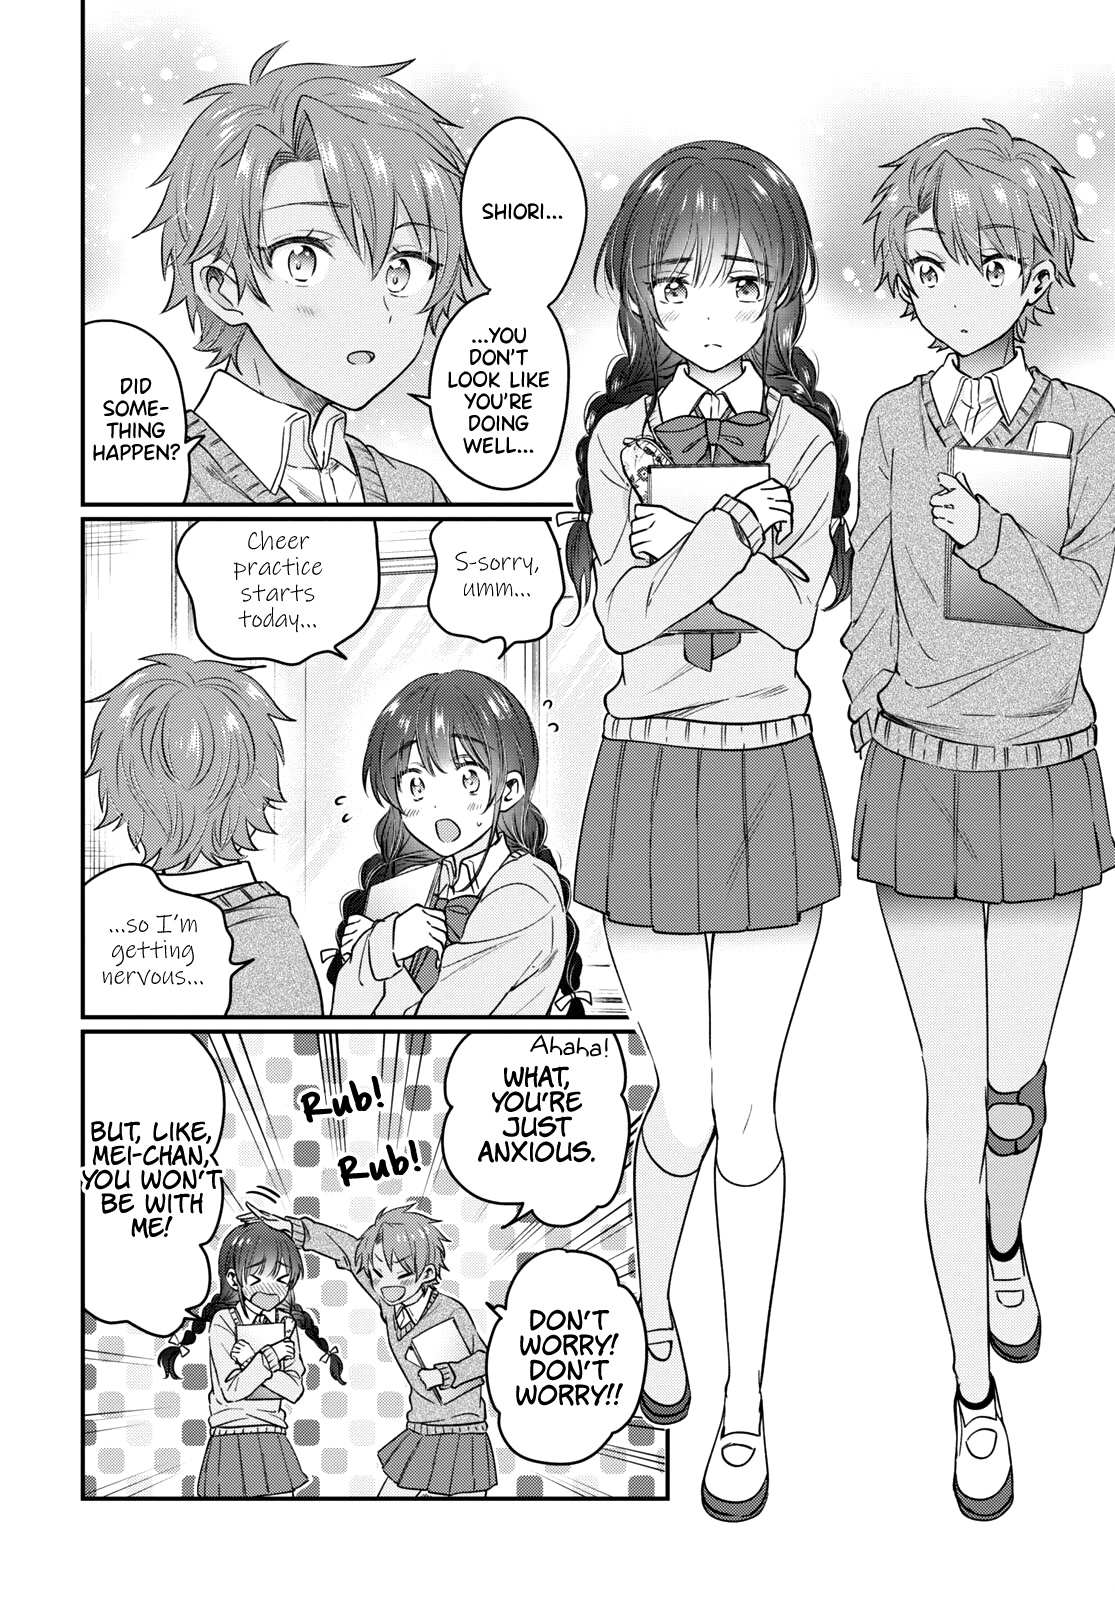 SHIORI...
...YOU
DON'T
LOOK LIKE
YOU'RE
DOING
WELL...
DID
SOME-
THING
HAPPEN?
S-sorry,
umm...
Cheer
practice
starts
today...
...so I'm
getting
nervous...
Ahaha!
WHAT,
YOU'RE
JUST
ANXIOUS.
Rub!
Rub!
BUT, LIKE,
MEI-CHAN,
YOU WON'T
BE WITH
ME!
DON'T
WORRY!
DON'T
WORRY!!